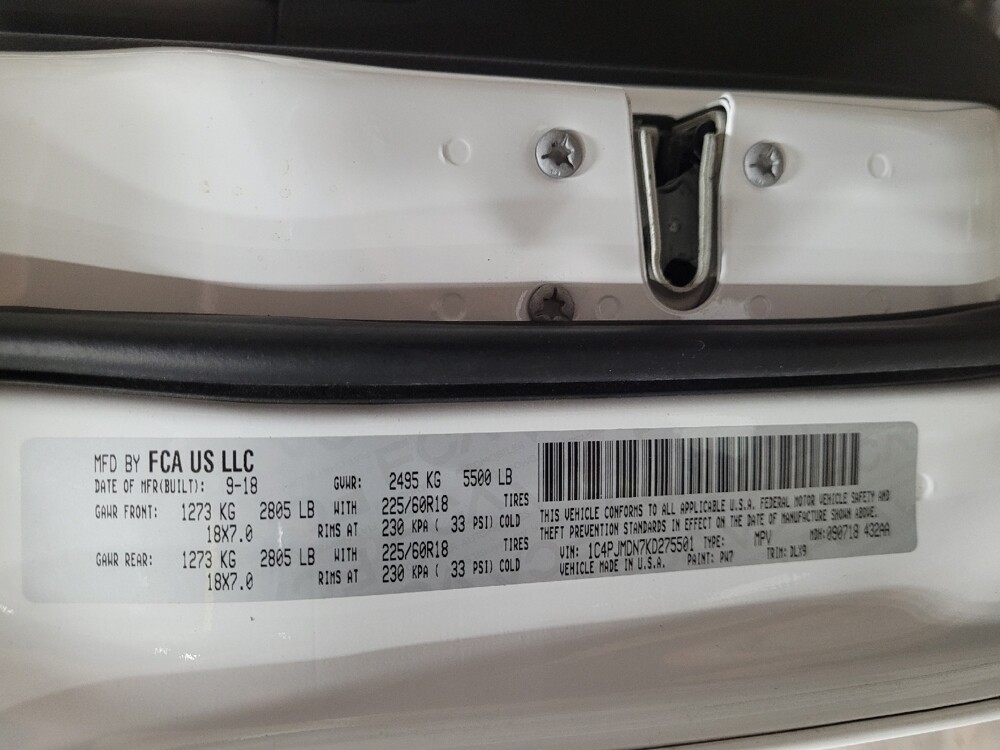 MFD BY FCA US LLC
DATE OF MFR(BUILT): 9-18 GVWR: 2495 KG 5500 LB
GAWR FRONT: 1273 KG 2805 LB WITH 225/60R18 TIRES
18X7.0 RIMS AT 230 KPA ( 33 PSI) COLD
GAWR REAR: 1273 KG 2805 LB WITH 225/60R18 TIRES
18X7.0 RIMS AT 230 KPA ( 33 PSI) COLD
THIS VEHICLE CONFORMS TO ALL APPLICABLE U.S.A. FEDERAL MOTOR VEHICLE SAFETY AND
THEFT PREVENTION STANDARDS IN EFFECT ON THE DATE OF MANUFACTURE SHOWN ABOVE.
VIN: 1C4PJMDN7KD275501 TYPE: MPV MDH: 090718 432AA
VEHICLE MADE IN U.S.A. PAINT: PW7 TRIM: DLX9